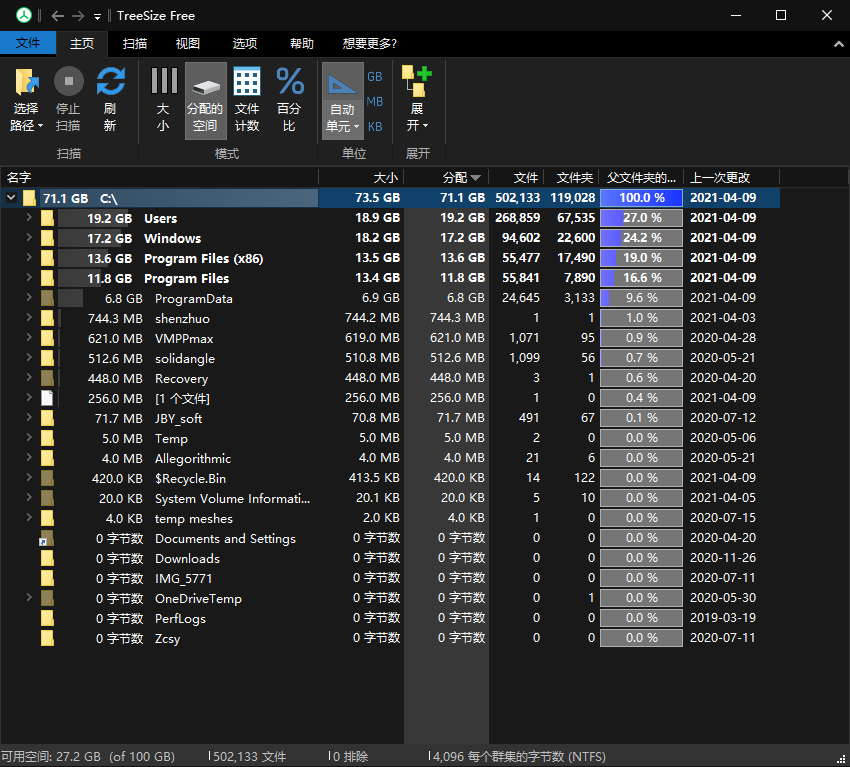 TreeSize Free
文件 主页 扫描 视图 选项 帮助 想要更多?
选择路径 停止扫描 刷新 大小 分配的空间 文件计数 百分比 自动单元 GB MB KB 展开
扫描 模式 单位 展开
名字 大小 分配 文件 文件夹 父文件夹的... 上一次更改
71.1 GB C:\ 73.5 GB 71.1 GB 502,133 119,028 100.0 % 2021-04-09
19.2 GB Users 18.9 GB 19.2 GB 268,859 67,535 27.0 % 2021-04-09
17.2 GB Windows 18.2 GB 17.2 GB 94,602 22,600 24.2 % 2021-04-09
13.6 GB Program Files (x86) 13.5 GB 13.6 GB 55,477 17,490 19.0 % 2021-04-09
11.8 GB Program Files 13.4 GB 11.8 GB 55,841 7,890 16.6 % 2021-04-09
6.8 GB ProgramData 6.9 GB 6.8 GB 24,645 3,133 9.6 % 2021-04-09
744.3 MB shenzhuo 744.2 MB 744.3 MB 1 1 1.0 % 2021-04-03
621.0 MB VMPPmax 619.0 MB 621.0 MB 1,071 95 0.9 % 2020-04-28
512.6 MB solidangle 510.8 MB 512.6 MB 1,099 56 0.7 % 2020-05-21
448.0 MB Recovery 448.0 MB 448.0 MB 3 1 0.6 % 2020-04-20
256.0 MB [1 个文件] 256.0 MB 256.0 MB 1 0 0.4 % 2021-04-09
71.7 MB JBY_soft 70.8 MB 71.7 MB 491 67 0.1 % 2020-07-12
5.0 MB Temp 5.0 MB 5.0 MB 2 0 0.0 % 2020-05-06
4.0 MB Allegorithmic 4.0 MB 4.0 MB 21 6 0.0 % 2020-05-21
420.0 KB $Recycle.Bin 413.5 KB 420.0 KB 14 122 0.0 % 2021-04-09
20.0 KB System Volume Informati... 20.1 KB 20.0 KB 5 10 0.0 % 2021-04-05
4.0 KB temp meshes 2.0 KB 4.0 KB 1 0 0.0 % 2020-07-15
0 字节数 Documents and Settings 0 字节数 0 字节数 0 0 0.0 % 2020-04-20
0 字节数 Downloads 0 字节数 0 字节数 0 0 0.0 % 2020-11-26
0 字节数 IMG_5771 0 字节数 0 字节数 0 0 0.0 % 2020-07-11
0 字节数 OneDriveTemp 0 字节数 0 字节数 0 1 0.0 % 2020-05-30
0 字节数 PerfLogs 0 字节数 0 字节数 0 0 0.0 % 2019-03-19
0 字节数 Zcsy 0 字节数 0 字节数 0 0 0.0 % 2020-07-11
可用空间: 27.2 GB (of 100 GB) 502,133 文件 0 排除 4,096 每个群集的字节数 (NTFS)